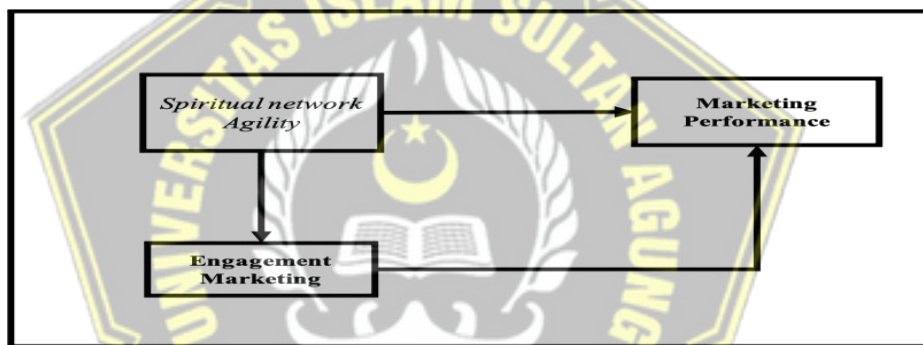 UNIVERSITAS ISLAM SULTAN AGUNG
Spiritual network
Agility
Marketing
Performance
Engagement
Marketing